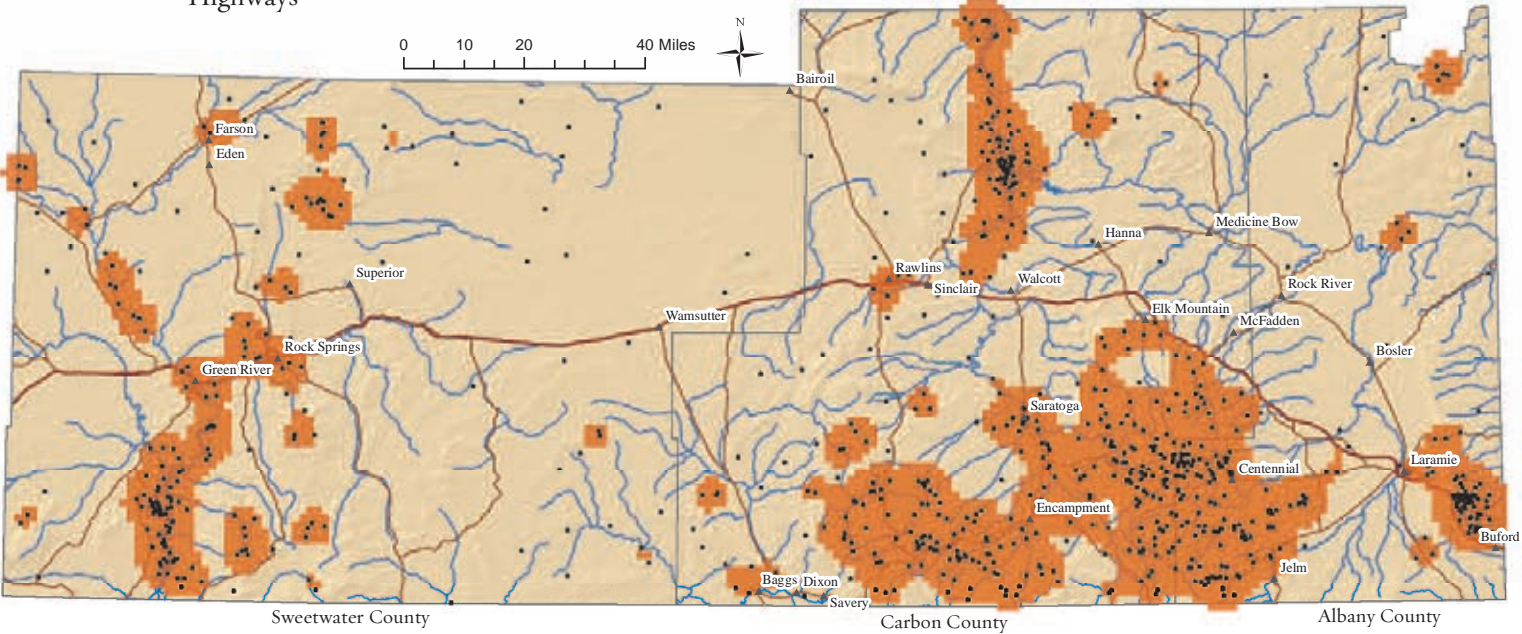 Highways
N
0 10 20 40 Miles
Bairoil
Farson
Eden
Medicine Bow
Hanna
Superior
Rawlins
Sinclair
Walcott
Rock River
Wamsutter
Elk Mountain
McFadden
Rock Springs
Bosler
Green River
Saratoga
Laramie
Centennial
Encampment
Buford
Jelm
Baggs
Dixon
Savery
Sweetwater County
Carbon County
Albany County